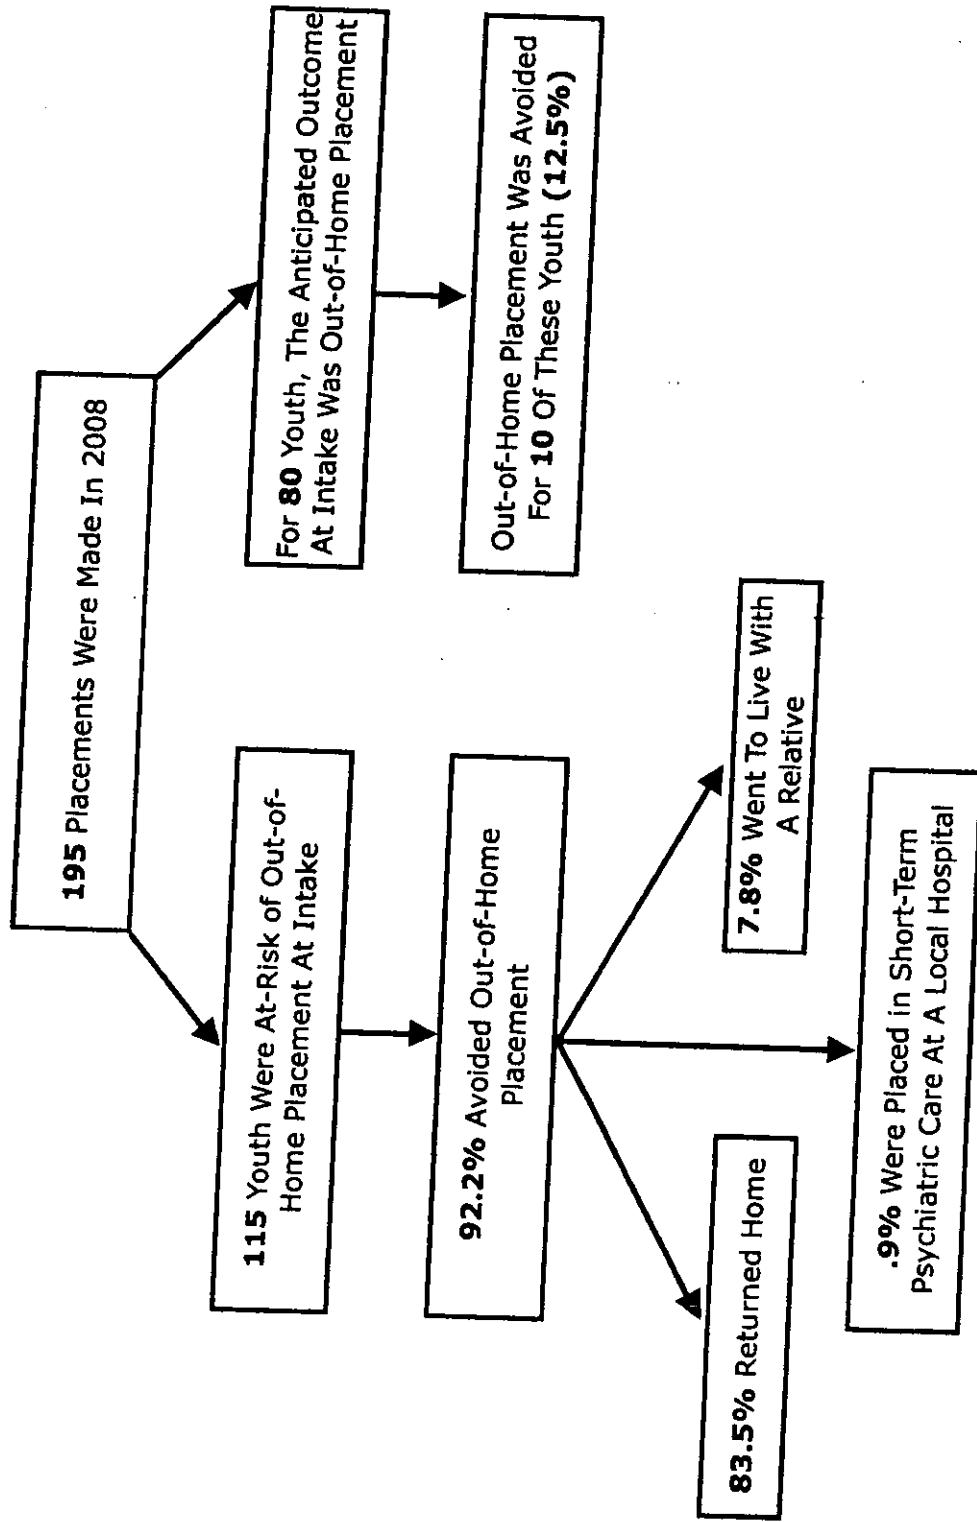 195 Placements Were Made In 2008
115 Youth Were At-Risk of Out-of-
Home Placement At Intake
For 80 Youth, The Anticipated Outcome
At Intake Was Out-of-Home Placement
92.2% Avoided Out-of-Home
Placement
Out-of-Home Placement Was Avoided
For 10 Of These Youth (12.5%)
83.5% Returned Home
7.8% Went To Live With
A Relative
.9% Were Placed in Short-Term
Psychiatric Care At A Local Hospital